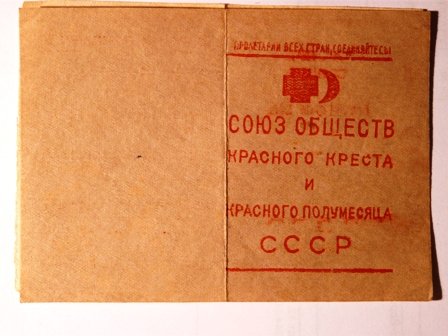 ПРОЛЕТАРИИ ВСЕХ СТРАН, СОЕДИНЯЙТЕСЬ!
СОЮЗ ОБЩЕСТВ
КРАСНОГО КРЕСТА
И
КРАСНОГО ПОЛУМЕСЯЦА
СССР